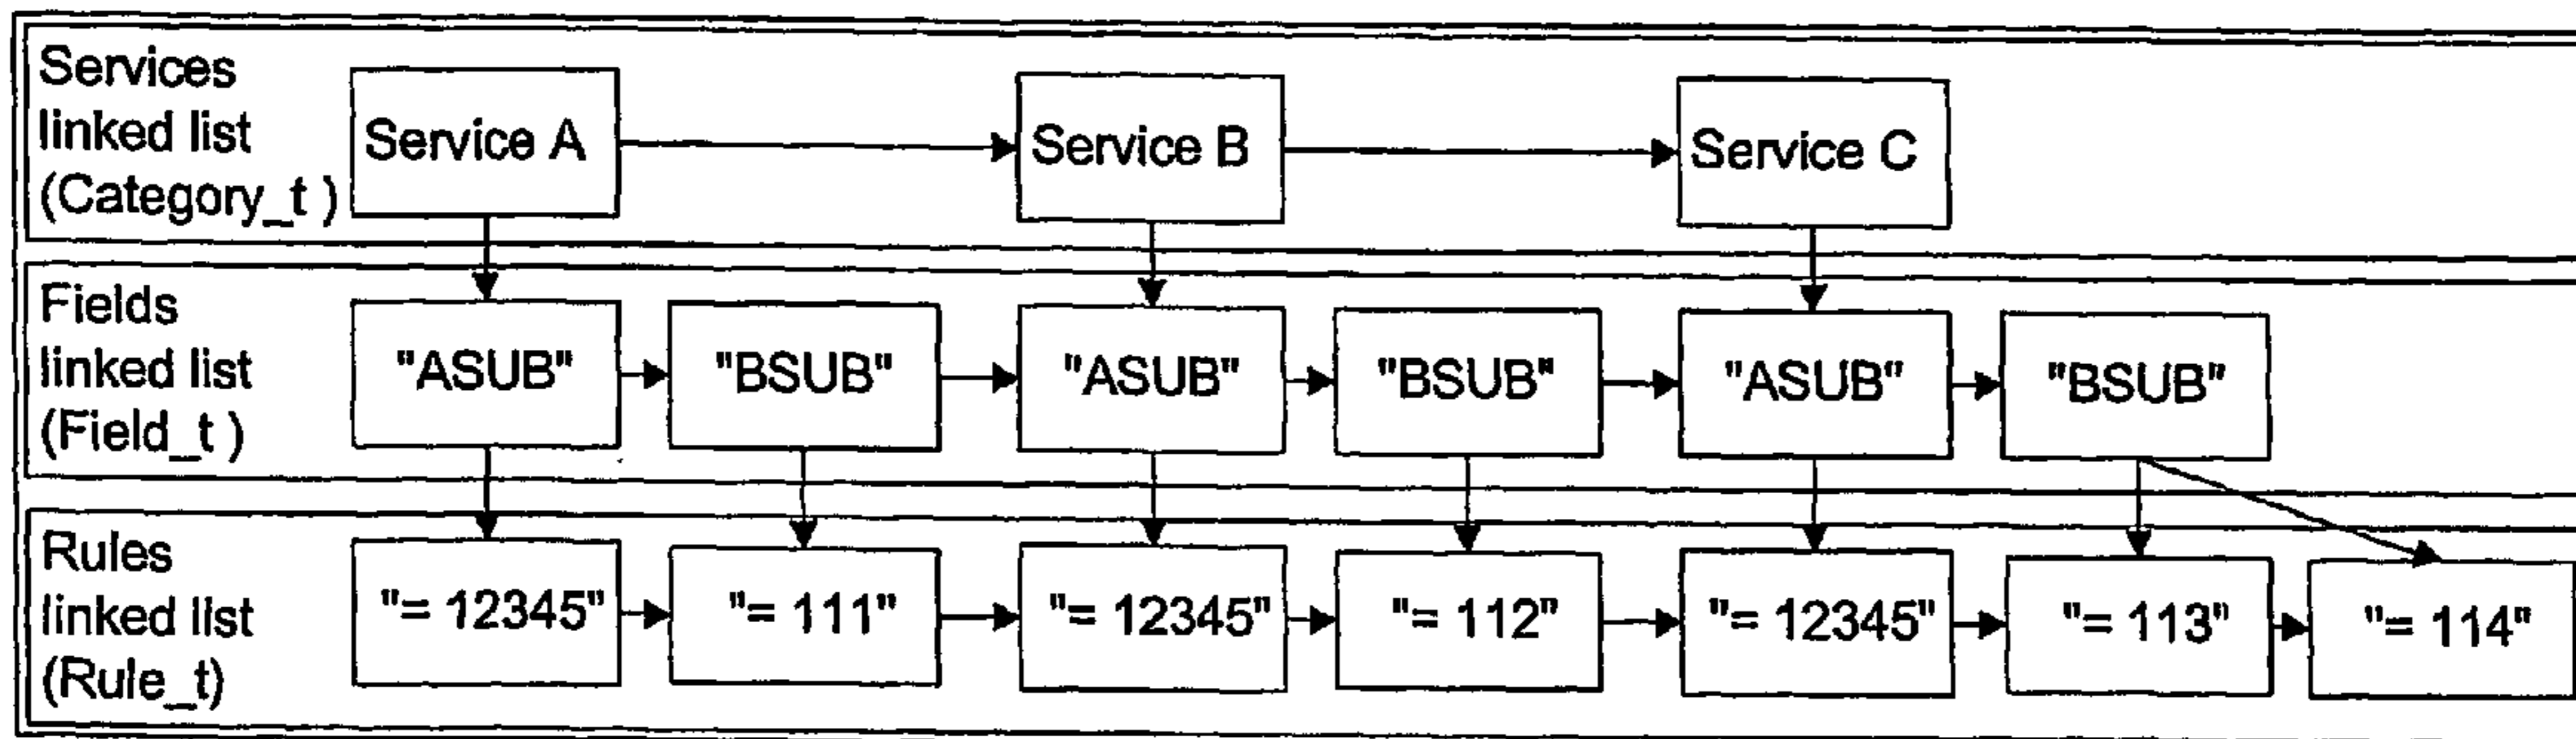 Services
linked list
(Category_t )
Service A
Service B
Service C
Fields
linked list
(Field_t )
"ASUB"
"BSUB"
"ASUB"
"BSUB"
"ASUB"
"BSUB"
Rules
linked list
(Rule_t)
"= 12345"
"= 111"
"= 12345"
"= 112"
"= 12345"
"= 113"
"= 114"